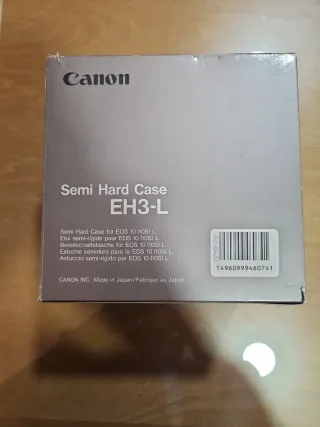 Canon
Semi Hard Case
EH3-L
Semi Hard Case for EOS 10 (10S) L
Etui semi-rigide pour EOS 10 (10S) L
Bereitschaftstasche für EOS 10 (10S) L
Estuche semiduro para la EOS 10 (10S) L
Astuccio semi-rigido per EOS 10 (10S) L
CANON INC. Made in Japan/Fabriqué au Japon
T4960999460741